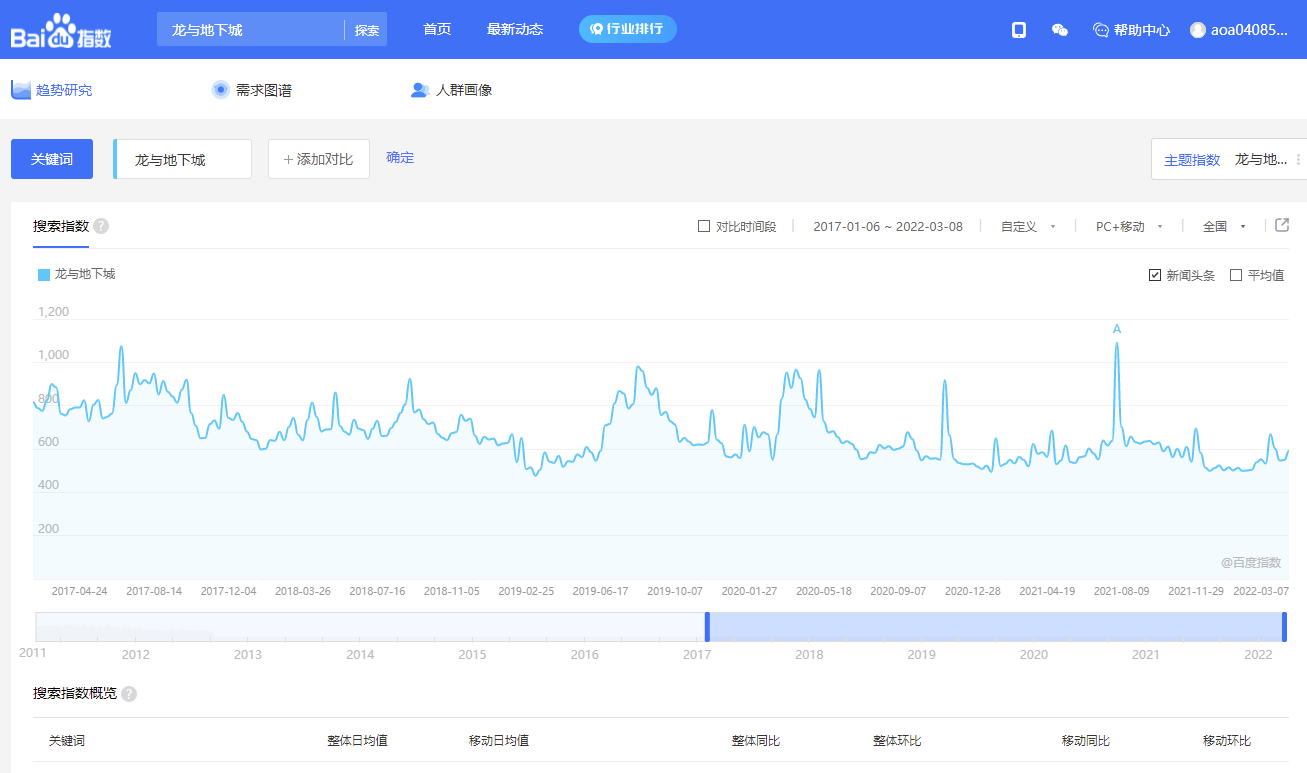 Bai du 指数 龙与地下城 探索 首页 最新动态 行业排行 帮助中心 aoa04085...
趋势研究 需求图谱 人群画像
关键词 龙与地下城 +添加对比 确定 主题指数 龙与地...
搜索指数 ? 对比时间段 2017-01-06 ~ 2022-03-08 自定义 PC+移动 全国
龙与地下城 新闻头条 平均值
1,200
A
1,000
800
600
400
200
@百度指数
2017-04-24 2017-08-14 2017-12-04 2018-03-26 2018-07-16 2018-11-05 2019-02-25 2019-06-17 2019-10-07 2020-01-27 2020-05-18 2020-09-07 2020-12-28 2021-04-19 2021-08-09 2021-11-29 2022-03-07
2011 2012 2013 2014 2015 2016 2017 2018 2019 2020 2021 2022
搜索指数概览 ?
关键词 整体日均值 移动日均值 整体同比 整体环比 移动同比 移动环比